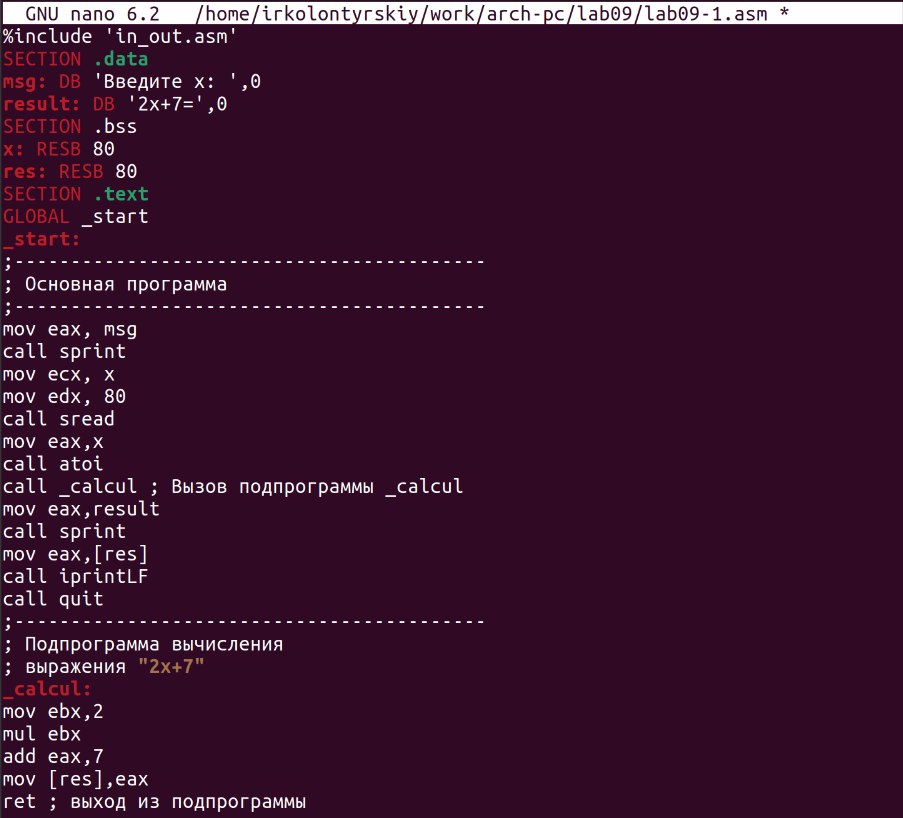 GNU nano 6.2   /home/irkolontyrskiy/work/arch-pc/lab09/lab09-1.asm *
%include 'in_out.asm'
SECTION .data
msg: DB 'Введите x: ',0
result: DB '2x+7=',0
SECTION .bss
x: RESB 80
res: RESB 80
SECTION .text
GLOBAL _start
_start:
;------------------------------------------
; Основная программа
;------------------------------------------
mov eax, msg
call sprint
mov ecx, x
mov edx, 80
call sread
mov eax,x
call atoi
call _calcul ; Вызов подпрограммы _calcul
mov eax,result
call sprint
mov eax,[res]
call iprintLF
call quit
;------------------------------------------
; Подпрограмма вычисления
; выражения "2x+7"
_calcul:
mov ebx,2
mul ebx
add eax,7
mov [res],eax
ret ; выход из подпрограммы